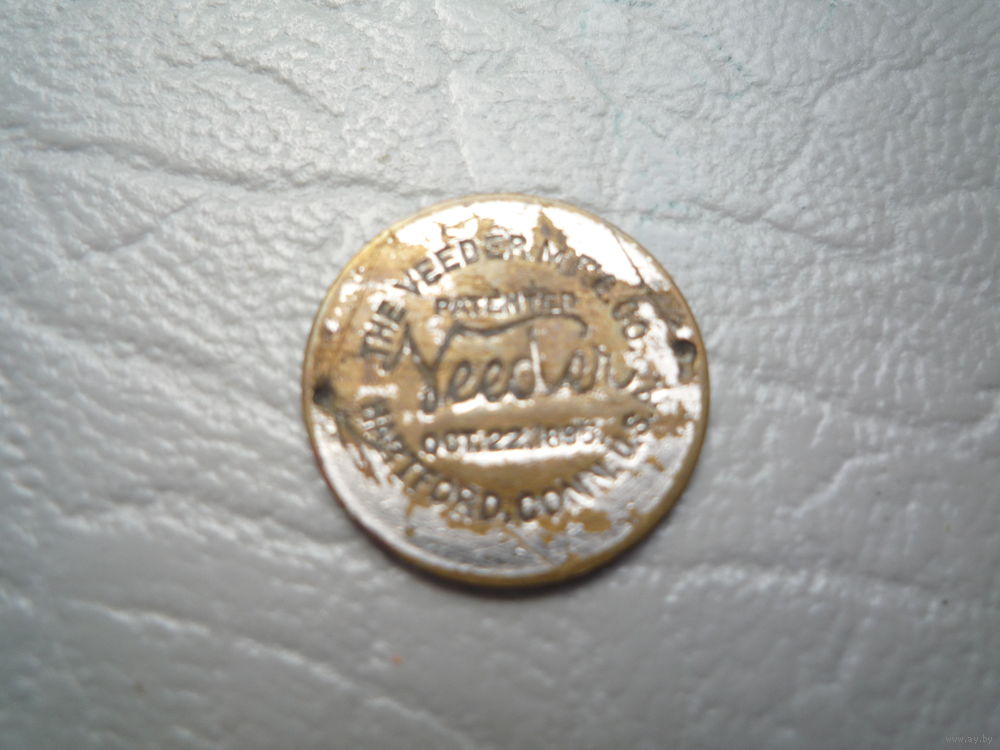 THE VEEDER MFG. CO.
PATENTED
Veeder
OCT. 22. 1895.
HARTFORD, CONN. U.S.A.
www.ay.by